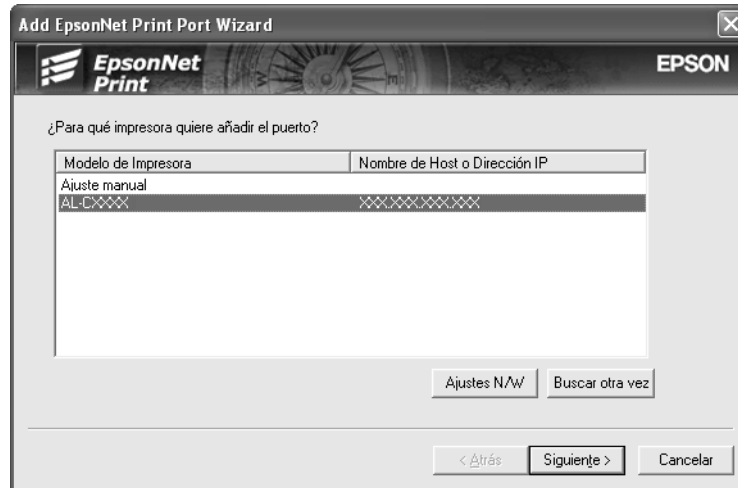 Add EpsonNet Print Port Wizard
EpsonNet
Print
EPSON
¿Para qué impresora quiere añadir el puerto?
Modelo de Impresora Nombre de Host o Dirección IP
Ajuste manual
AL-CXXXX XXX.XXX.XXX.XXX
Ajustes N/W Buscar otra vez
< Atrás Siguiente > Cancelar